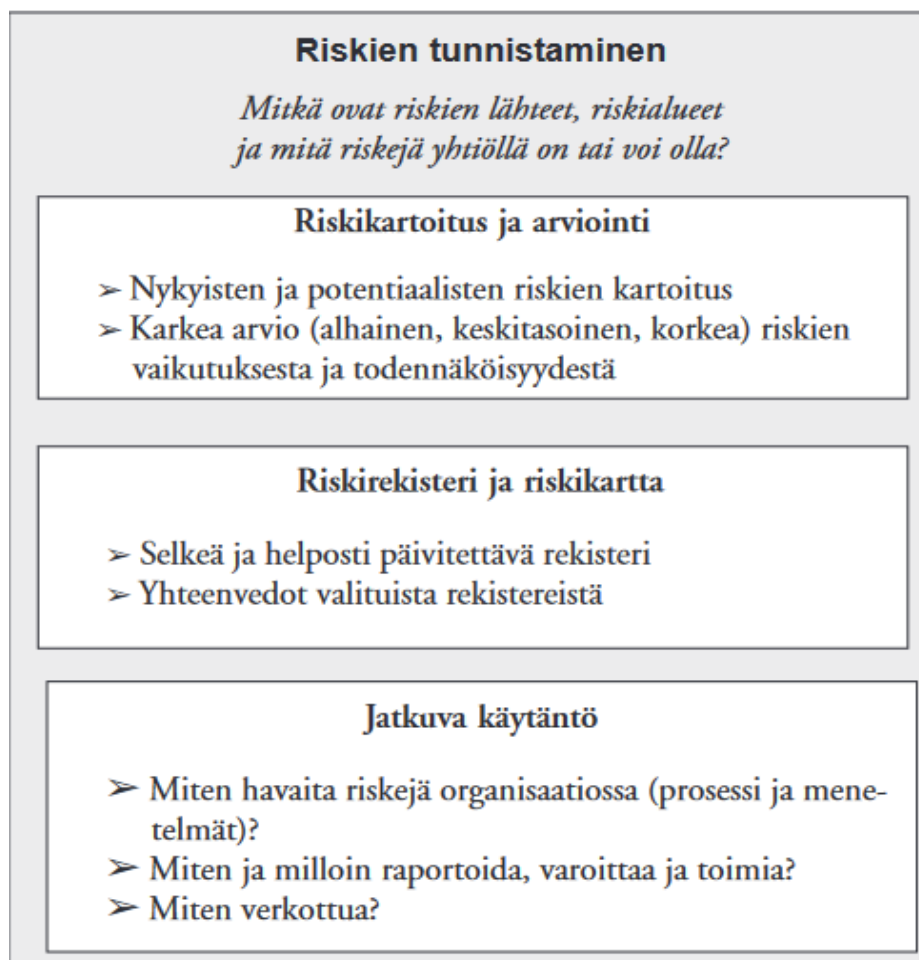 Riskien tunnistaminen
Mitkä ovat riskien lähteet, riskialueet
ja mitä riskejä yhtiöllä on tai voi olla?
Riskikartoitus ja arviointi
➢ Nykyisten ja potentiaalisten riskien kartoitus
➢ Karkea arvio (alhainen, keskitasoinen, korkea) riskien
vaikutuksesta ja todennäköisyydestä
Riskirekisteri ja riskikartta
➢ Selkeä ja helposti päivitettävä rekisteri
➢ Yhteenvedot valituista rekistereistä
Jatkuva käytäntö
➢ Miten havaita riskejä organisaatiossa (prosessi ja mene-
telmät)?
➢ Miten ja milloin raportoida, varoittaa ja toimia?
➢ Miten verkottua?